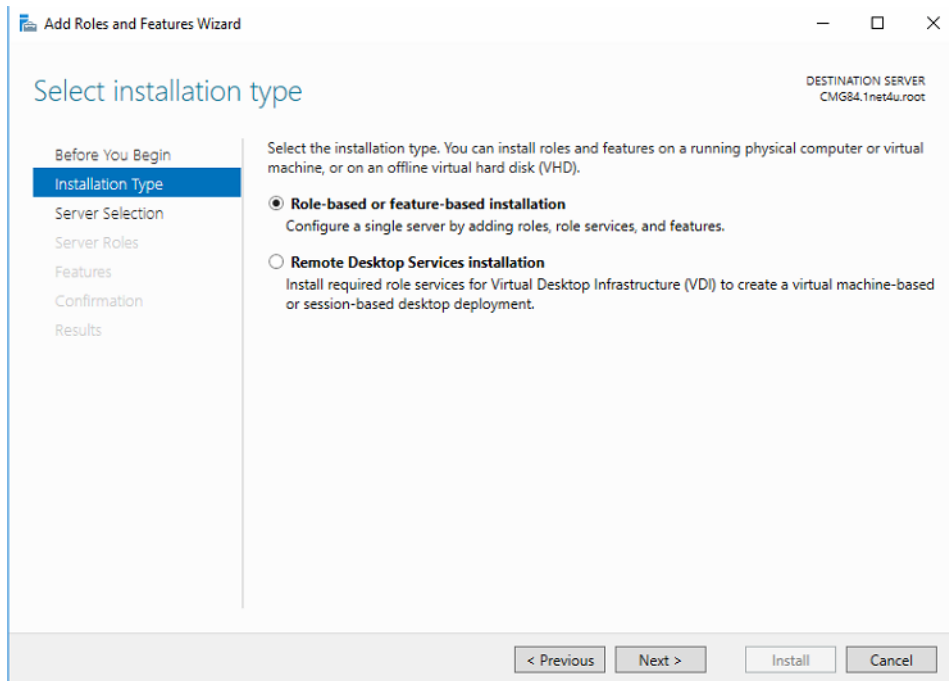 Add Roles and Features Wizard
Select installation type
DESTINATION SERVER
CMG84.1net4u.root
Before You Begin
Installation Type
Server Selection
Server Roles
Features
Confirmation
Results
Select the installation type. You can install roles and features on a running physical computer or virtual
machine, or on an offline virtual hard disk (VHD).
Role-based or feature-based installation
Configure a single server by adding roles, role services, and features.
Remote Desktop Services installation
Install required role services for Virtual Desktop Infrastructure (VDI) to create a virtual machine-based
or session-based desktop deployment.
< Previous
Next >
Install
Cancel